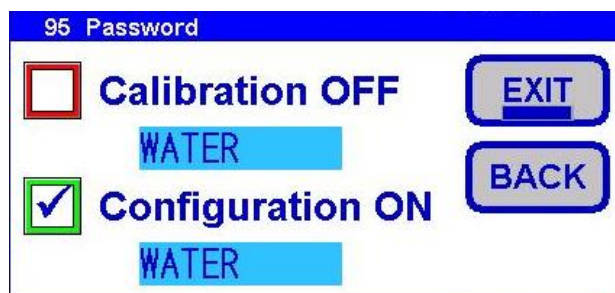 95 Password
Calibration OFF
WATER
Configuration ON
WATER
EXIT
BACK